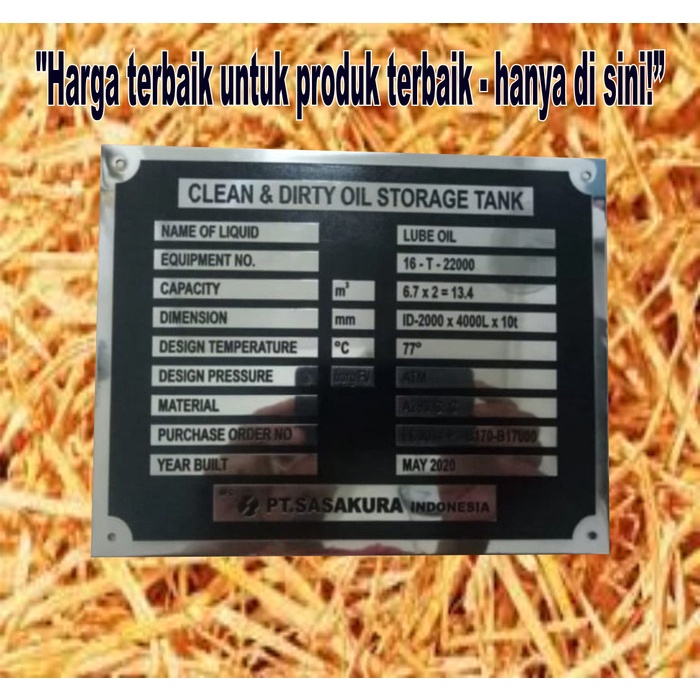 "Harga terbaik untuk produk terbaik - hanya di sini!”
CLEAN & DIRTY OIL STORAGE TANK
NAME OF LIQUID LUBE OIL
EQUIPMENT NO. 16 - T - 22000
CAPACITY m³ 6.7 x 2 = 13.4
DIMENSION mm ID-2000 x 4000L x 10t
DESIGN TEMPERATURE °C 77°
DESIGN PRESSURE ATM
MATERIAL
PURCHASE ORDER NO
YEAR BUILT MAY 2020
PT.SASAKURA INDONESIA